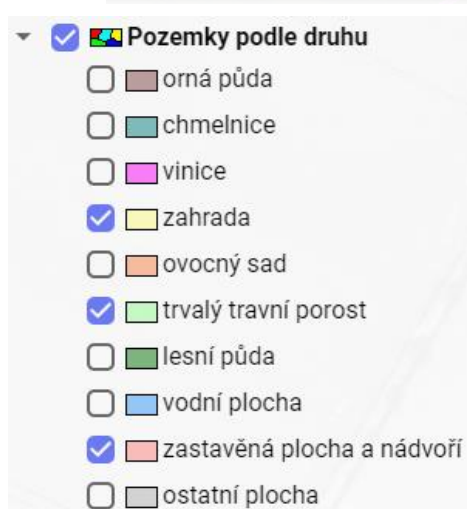 Pozemky podle druhu
orná půda
chmelnice
vinice
zahrada
ovocný sad
trvalý travní porost
lesní půda
vodní plocha
zastavěná plocha a nádvoří
ostatní plocha